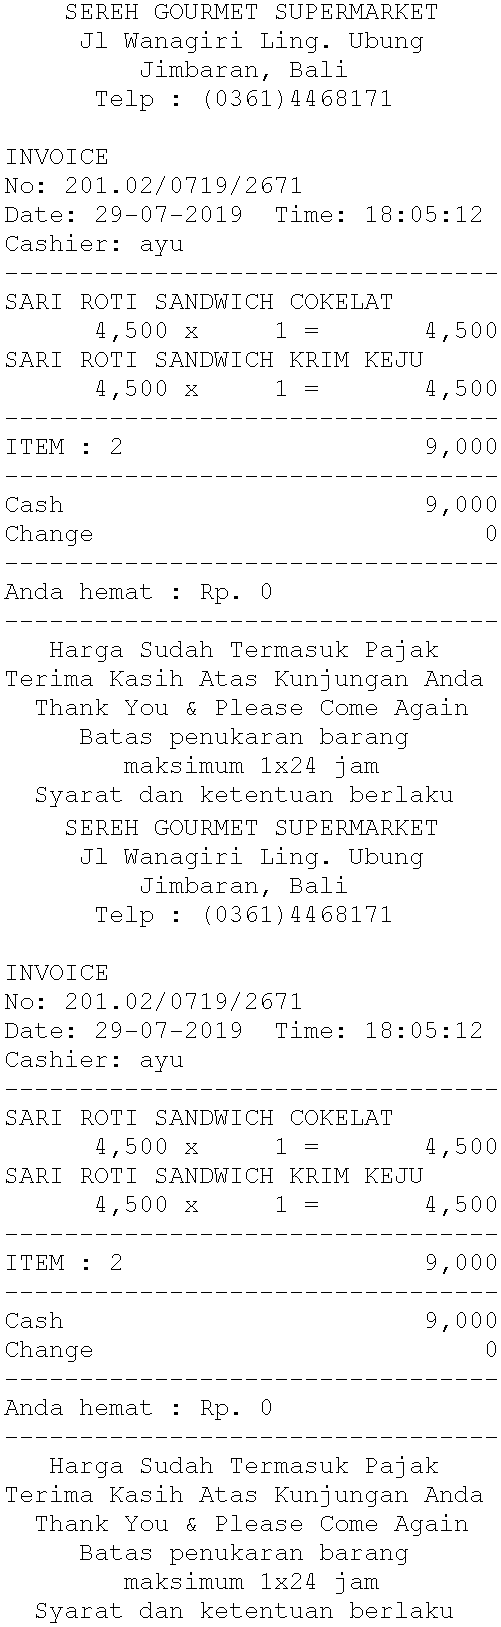 SEREH GOURMET SUPERMARKET
Jl Wanagiri Ling. Ubung
Jimbaran, Bali
Telp : (0361)4468171
INVOICE
No: 201.02/0719/2671
Date: 29-07-2019  Time: 18:05:12
Cashier: ayu
---------------------------------
SARI ROTI SANDWICH COKELAT
4,500 x     1 =       4,500
SARI ROTI SANDWICH KRIM KEJU
4,500 x     1 =       4,500
---------------------------------
ITEM : 2                    9,000
---------------------------------
Cash                        9,000
Change                          0
---------------------------------
Anda hemat : Rp. 0
---------------------------------
Harga Sudah Termasuk Pajak
Terima Kasih Atas Kunjungan Anda
Thank You & Please Come Again
Batas penukaran barang
maksimum 1x24 jam
Syarat dan ketentuan berlaku
SEREH GOURMET SUPERMARKET
Jl Wanagiri Ling. Ubung
Jimbaran, Bali
Telp : (0361)4468171
INVOICE
No: 201.02/0719/2671
Date: 29-07-2019  Time: 18:05:12
Cashier: ayu
---------------------------------
SARI ROTI SANDWICH COKELAT
4,500 x     1 =       4,500
SARI ROTI SANDWICH KRIM KEJU
4,500 x     1 =       4,500
---------------------------------
ITEM : 2                    9,000
---------------------------------
Cash                        9,000
Change                          0
---------------------------------
Anda hemat : Rp. 0
---------------------------------
Harga Sudah Termasuk Pajak
Terima Kasih Atas Kunjungan Anda
Thank You & Please Come Again
Batas penukaran barang
maksimum 1x24 jam
Syarat dan ketentuan berlaku